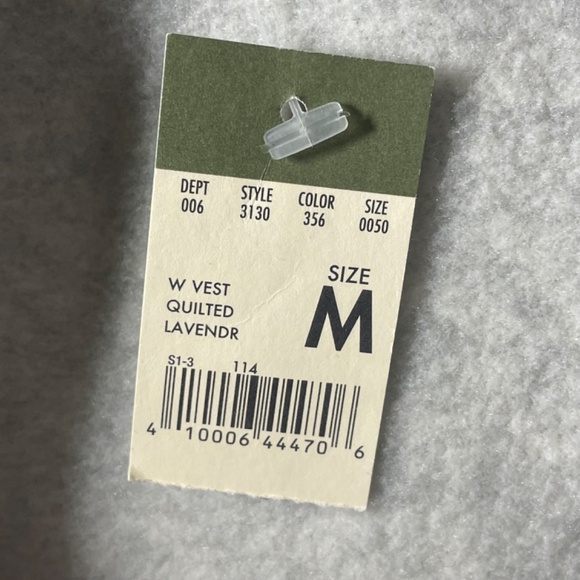 DEPT STYLE COLOR SIZE
006 3130 356 0050
SIZE
M
W VEST
QUILTED
LAVENDR
S1-3 114
4 10006 44470 6